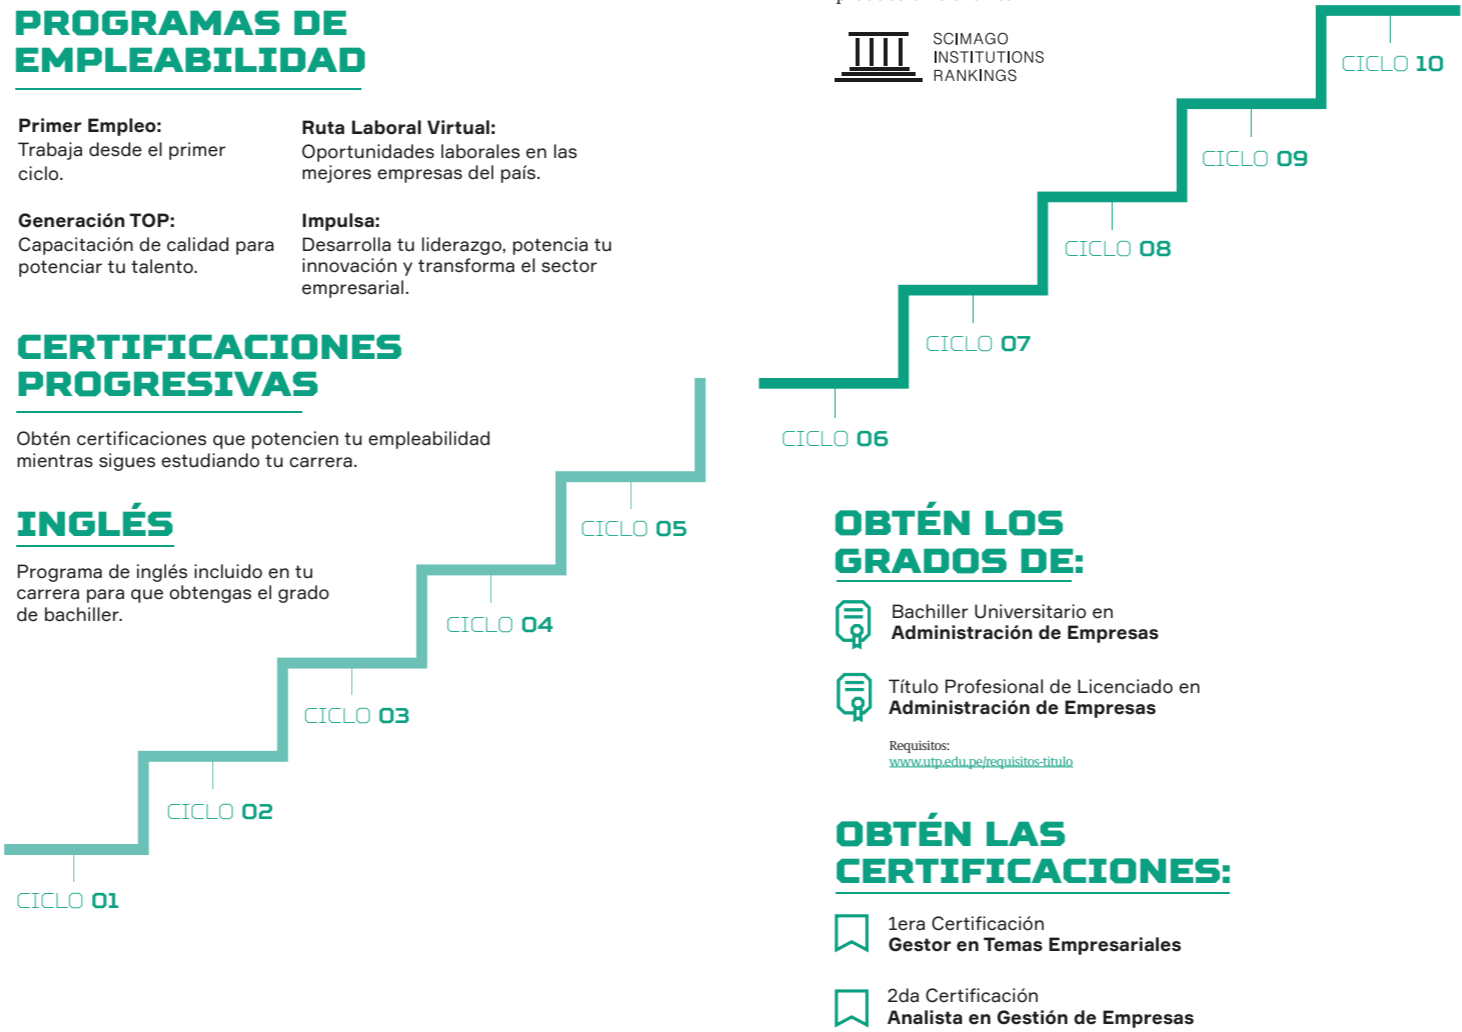 PROGRAMAS DE
EMPLEABILIDAD
Primer Empleo:
Trabaja desde el primer
ciclo.
Ruta Laboral Virtual:
Oportunidades laborales en las
mejores empresas del país.
Generación TOP:
Capacitación de calidad para
potenciar tu talento.
Impulsa:
Desarrolla tu liderazgo, potencia tu
innovación y transforma el sector
empresarial.
CERTIFICACIONES
PROGRESIVAS
Obtén certificaciones que potencien tu empleabilidad
mientras sigues estudiando tu carrera.
INGLÉS
Programa de inglés incluido en tu
carrera para que obtengas el grado
de bachiller.
CICLO 01
CICLO 02
CICLO 03
CICLO 04
CICLO 05
SCIMAGO
INSTITUTIONS
RANKINGS
CICLO 06
CICLO 07
CICLO 08
CICLO 09
CICLO 10
OBTÉN LOS
GRADOS DE:
Bachiller Universitario en
Administración de Empresas
Título Profesional de Licenciado en
Administración de Empresas
Requisitos:
www.utp.edu.pe/requisitos-titulo
OBTÉN LAS
CERTIFICACIONES:
1era Certificación
Gestor en Temas Empresariales
2da Certificación
Analista en Gestión de Empresas